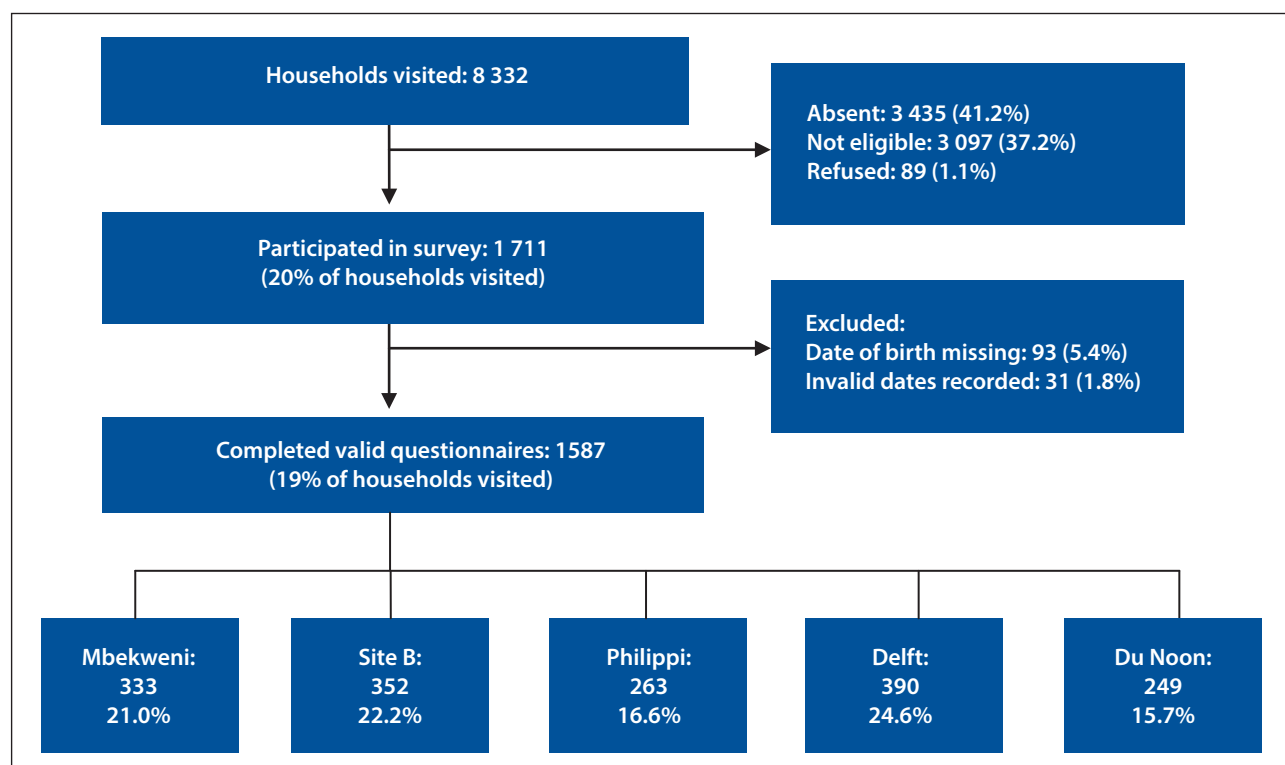 Households visited: 8 332
Absent: 3 435 (41.2%)
Not eligible: 3 097 (37.2%)
Refused: 89 (1.1%)
Participated in survey: 1 711
(20% of households visited)
Excluded:
Date of birth missing: 93 (5.4%)
Invalid dates recorded: 31 (1.8%)
Completed valid questionnaires: 1587
(19% of households visited)
Mbekweni:
333
21.0%
Site B:
352
22.2%
Philippi:
263
16.6%
Delft:
390
24.6%
Du Noon:
249
15.7%